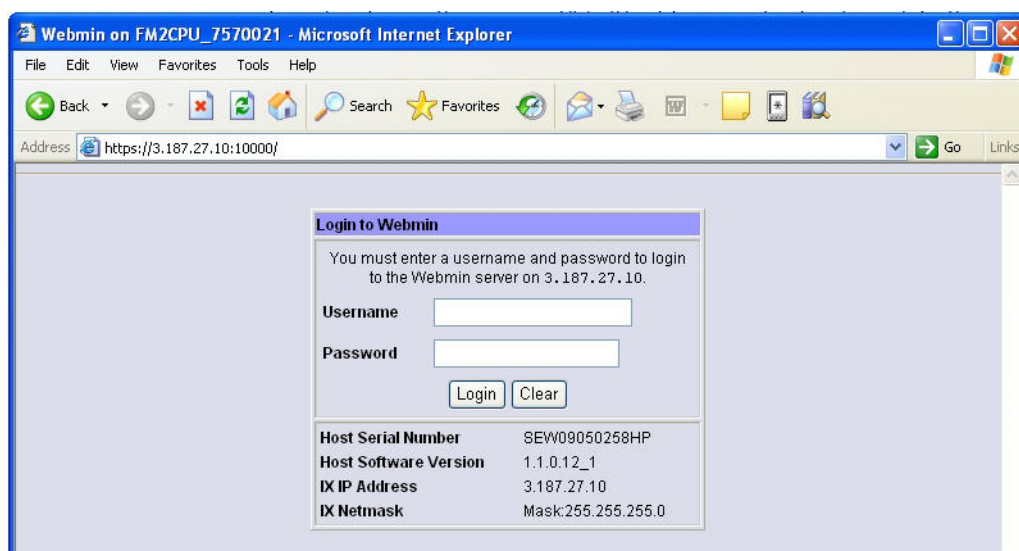 Webmin on FM2CPU_7570021 - Microsoft Internet Explorer
File Edit View Favorites Tools Help
Back Search Favorites
Address https://3.187.27.10:10000/ Go Links
Login to Webmin
You must enter a username and password to login
to the Webmin server on 3.187.27.10.
Username
Password
Login Clear
Host Serial Number SEW09050258HP
Host Software Version 1.1.0.12_1
IX IP Address 3.187.27.10
IX Netmask Mask:255.255.255.0